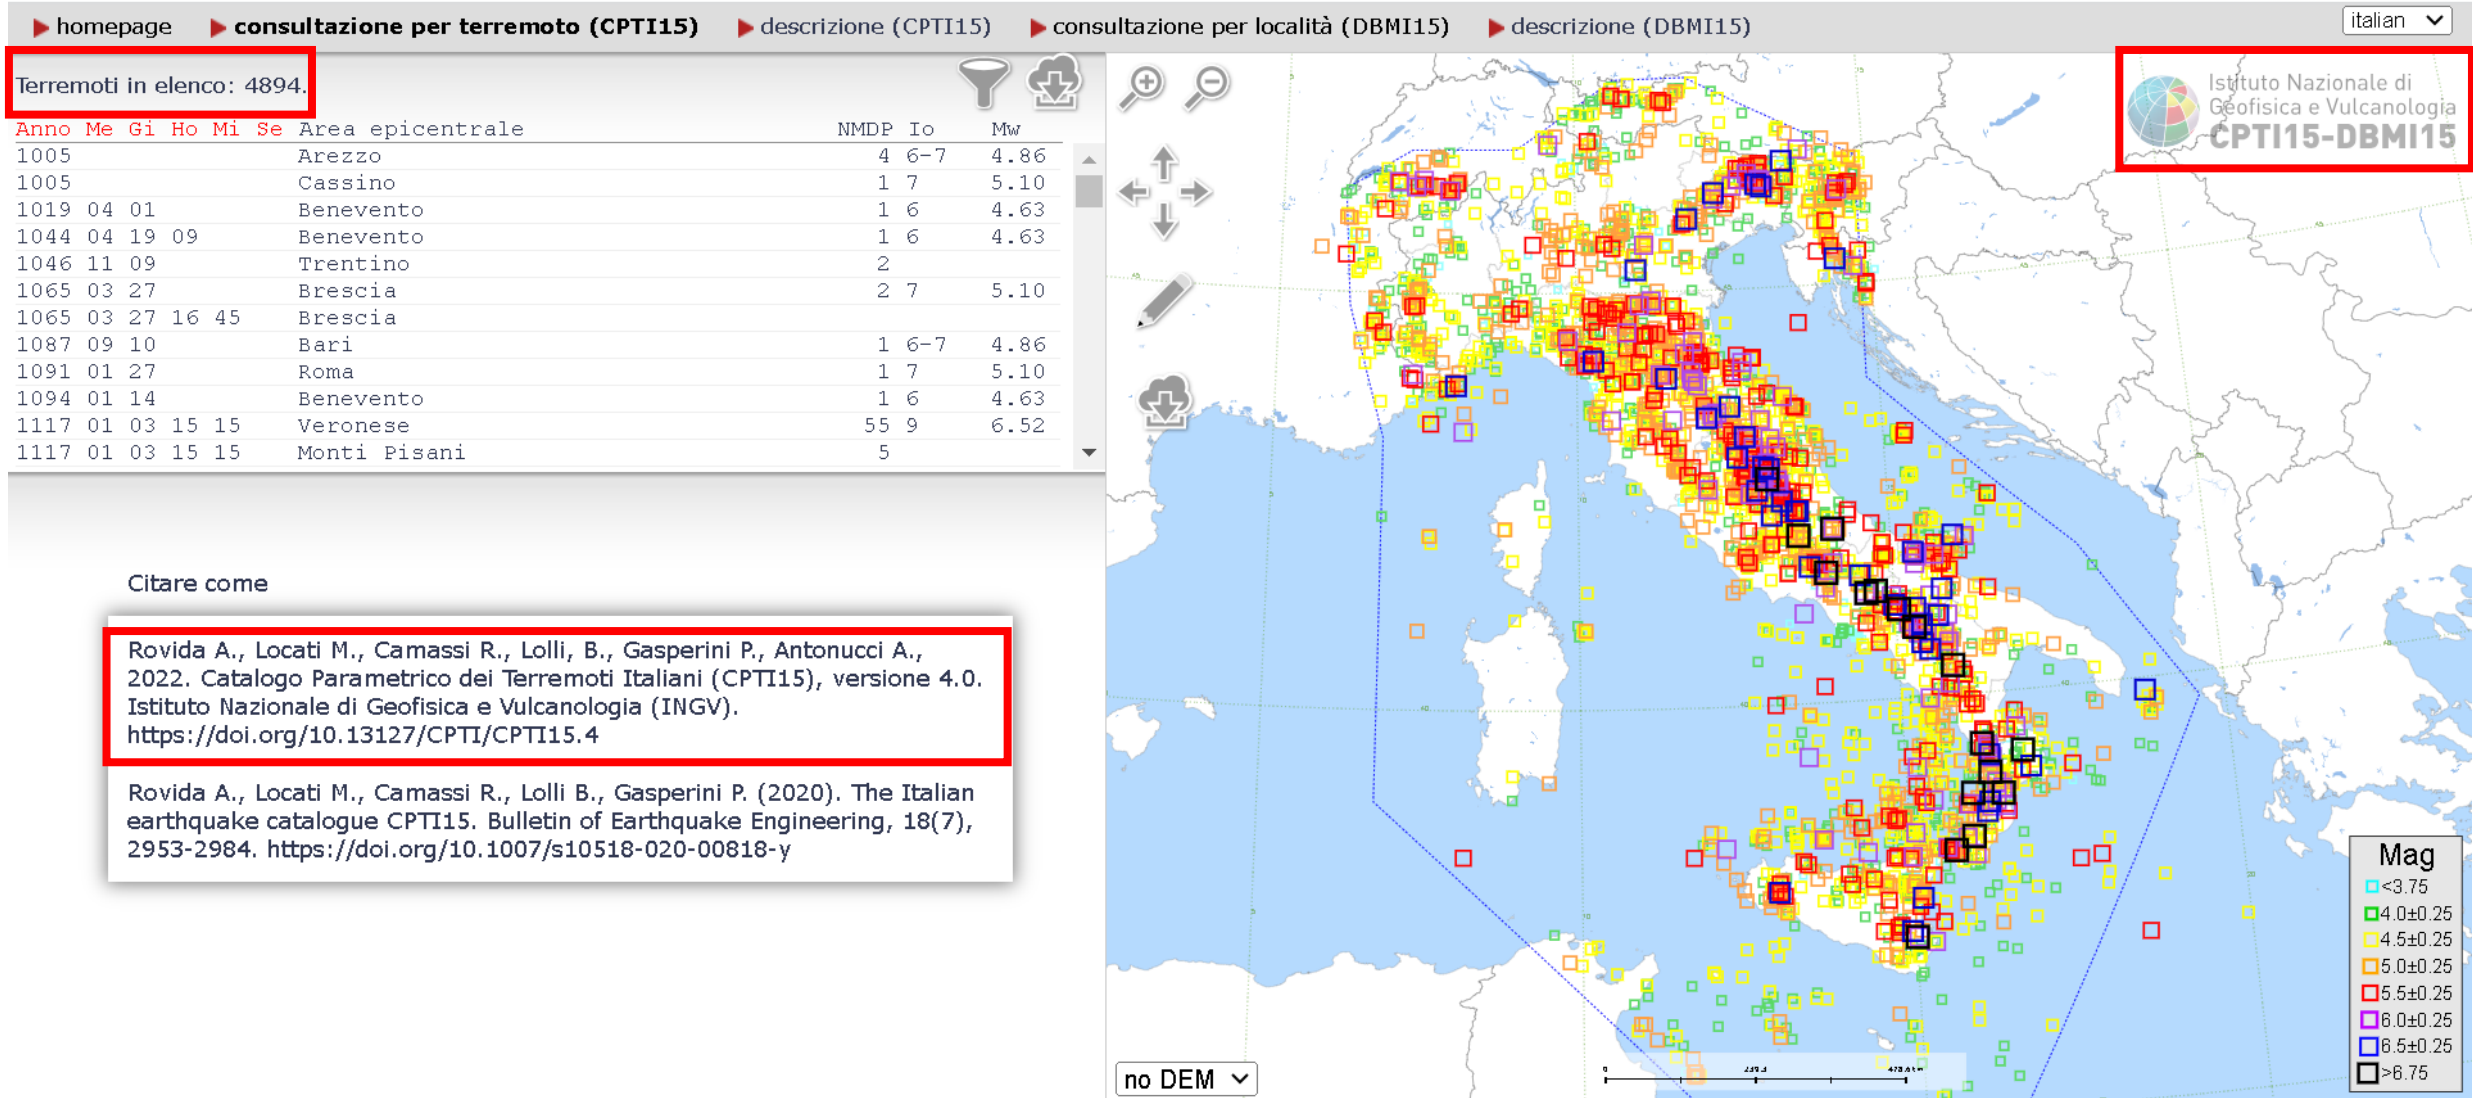 homepage
consultazione per terremoto (CPTI15)
descrizione (CPTI15)
consultazione per località (DBMI15)
descrizione (DBMI15)
italian
Terremoti in elenco: 4894.
Anno Me Gi Ho Mi Se Area epicentrale NMDP Io Mw
1005 Arezzo 4 6-7 4.86
1005 Cassino 1 7 5.10
1019 04 01 Benevento 1 6 4.63
1044 04 19 09 Benevento 1 6 4.63
1046 11 09 Trentino 2
1065 03 27 Brescia 2 7 5.10
1065 03 27 16 45 Brescia
1087 09 10 Bari 1 6-7 4.86
1091 01 27 Roma 1 7 5.10
1094 01 14 Benevento 1 6 4.63
1117 01 03 15 15 Veronese 55 9 6.52
1117 01 03 15 15 Monti Pisani 5
Citare come
Rovida A., Locati M., Camassi R., Lolli, B., Gasperini P., Antonucci A.,
2022. Catalogo Parametrico dei Terremoti Italiani (CPTI15), versione 4.0.
Istituto Nazionale di Geofisica e Vulcanologia (INGV).
https://doi.org/10.13127/CPTI/CPTI15.4
Rovida A., Locati M., Camassi R., Lolli B., Gasperini P. (2020). The Italian
earthquake catalogue CPTI15. Bulletin of Earthquake Engineering, 18(7),
2953-2984. https://doi.org/10.1007/s10518-020-00818-y
Istituto Nazionale di
Geofisica e Vulcanologia
CPTI15-DBMI15
Mag
<3.75
4.0±0.25
4.5±0.25
5.0±0.25
5.5±0.25
6.0±0.25
6.5±0.25
>6.75
no DEM